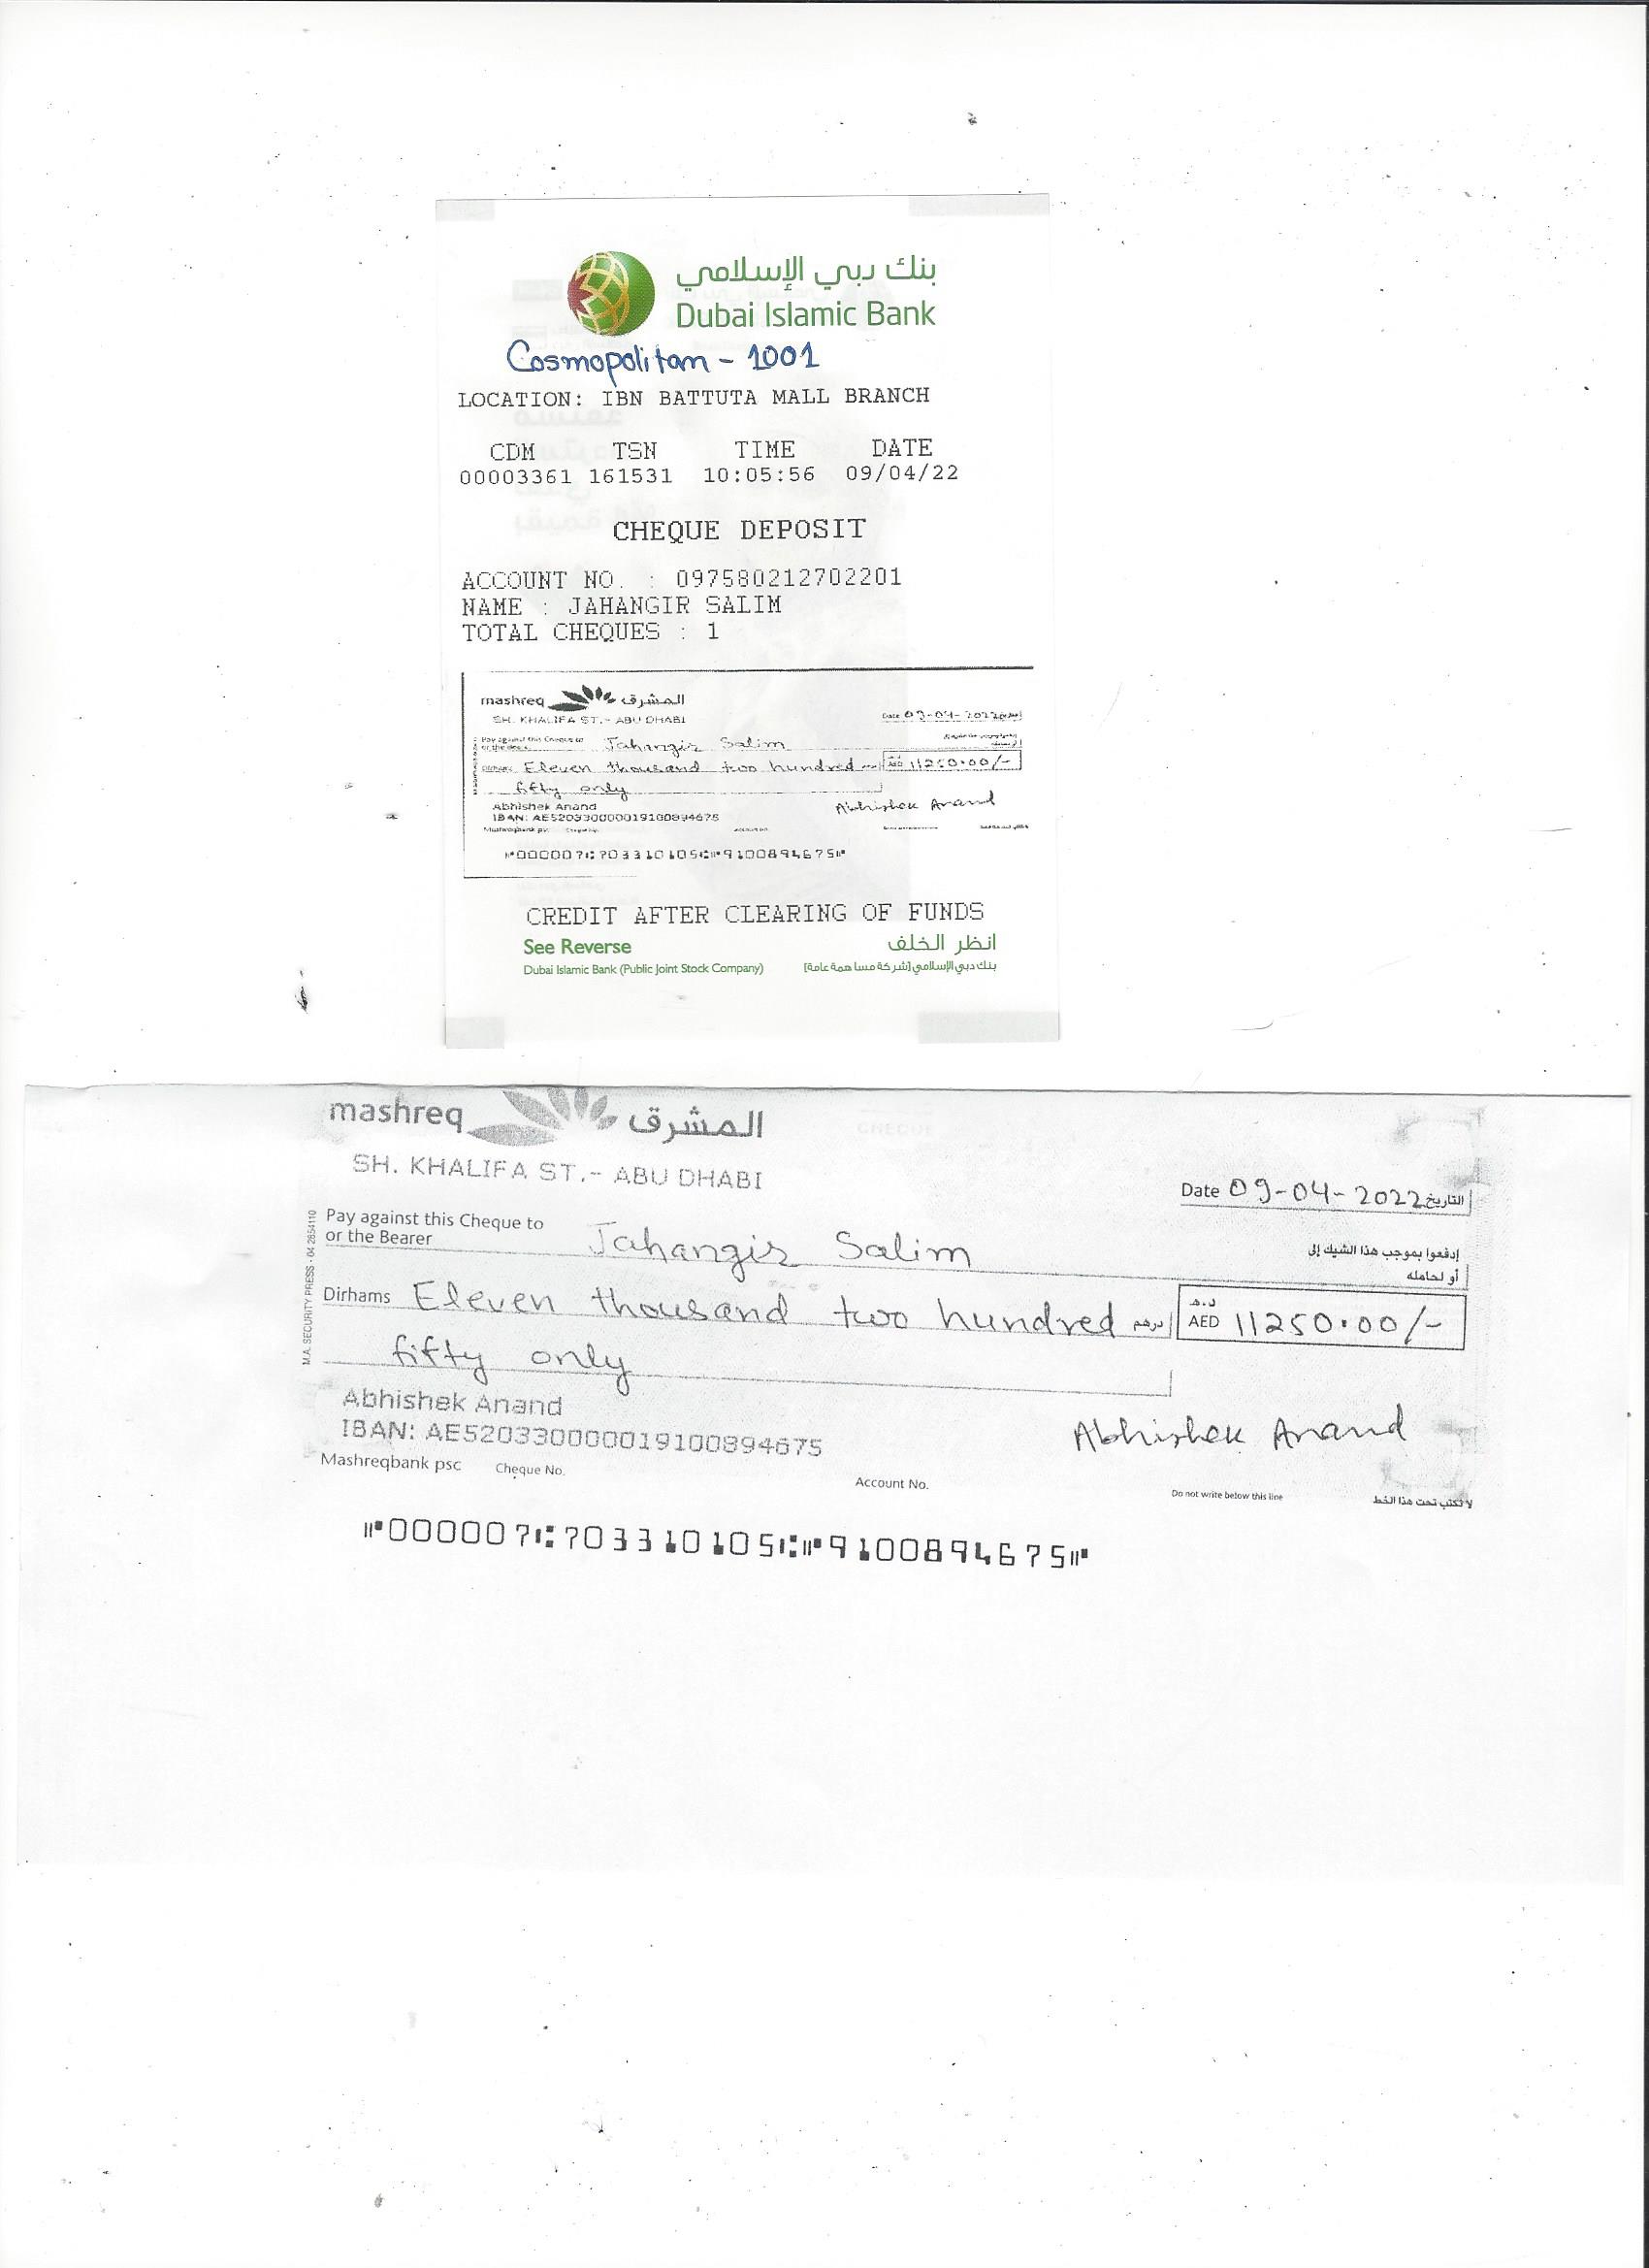 بنك دبي الإسلامي
Dubai Islamic Bank
Cosmopolitan - 1001
LOCATION: IBN BATTUTA MALL BRANCH
CDM TSN TIME DATE
00003361 161531 10:05:56 09/04/22
CHEQUE DEPOSIT
ACCOUNT NO. : 097580212702201
NAME : JAHANGIR SALIM
TOTAL CHEQUES : 1
mashreq المشرق
SH. KHALIFA ST.- ABU DHABI
Date 09-04-2022 التاريخ
Pay against this Cheque to
or the Bearer
Jahangir Salim
Dirhams Eleven thousand two hundred AED 11250.00/-
fifty only
Abhishek Anand Abhishek Anand
IBAN: AE520330000019100894675
Mashreqbank psc Cheque No.
⑈000007⑆703310105⑆⑈9100894675⑈
CREDIT AFTER CLEARING OF FUNDS
See Reverse انظر الخلف
Dubai Islamic Bank (Public Joint Stock Company) بنك دبي الإسلامي (شركة مساهمة عامة)
mashreq المشرق
SH. KHALIFA ST.- ABU DHABI
Date 09-04-2022 التاريخ
Pay against this Cheque to إدفعوا بموجب هذا الشيك إلى
or the Bearer Jahangir Salim أو لحامله
Dirhams Eleven thousand two hundred درهم د.هـ AED 11250.00/-
fifty only
M.A. SECURITY PRESS - 04 2854110
Abhishek Anand Abhishek Anand
IBAN: AE520330000019100894675
Mashreqbank psc Cheque No. Account No. Do not write below this line لا تكتب تحت هذا الخط
⑈000007⑆703310105⑆⑈9100894675⑈